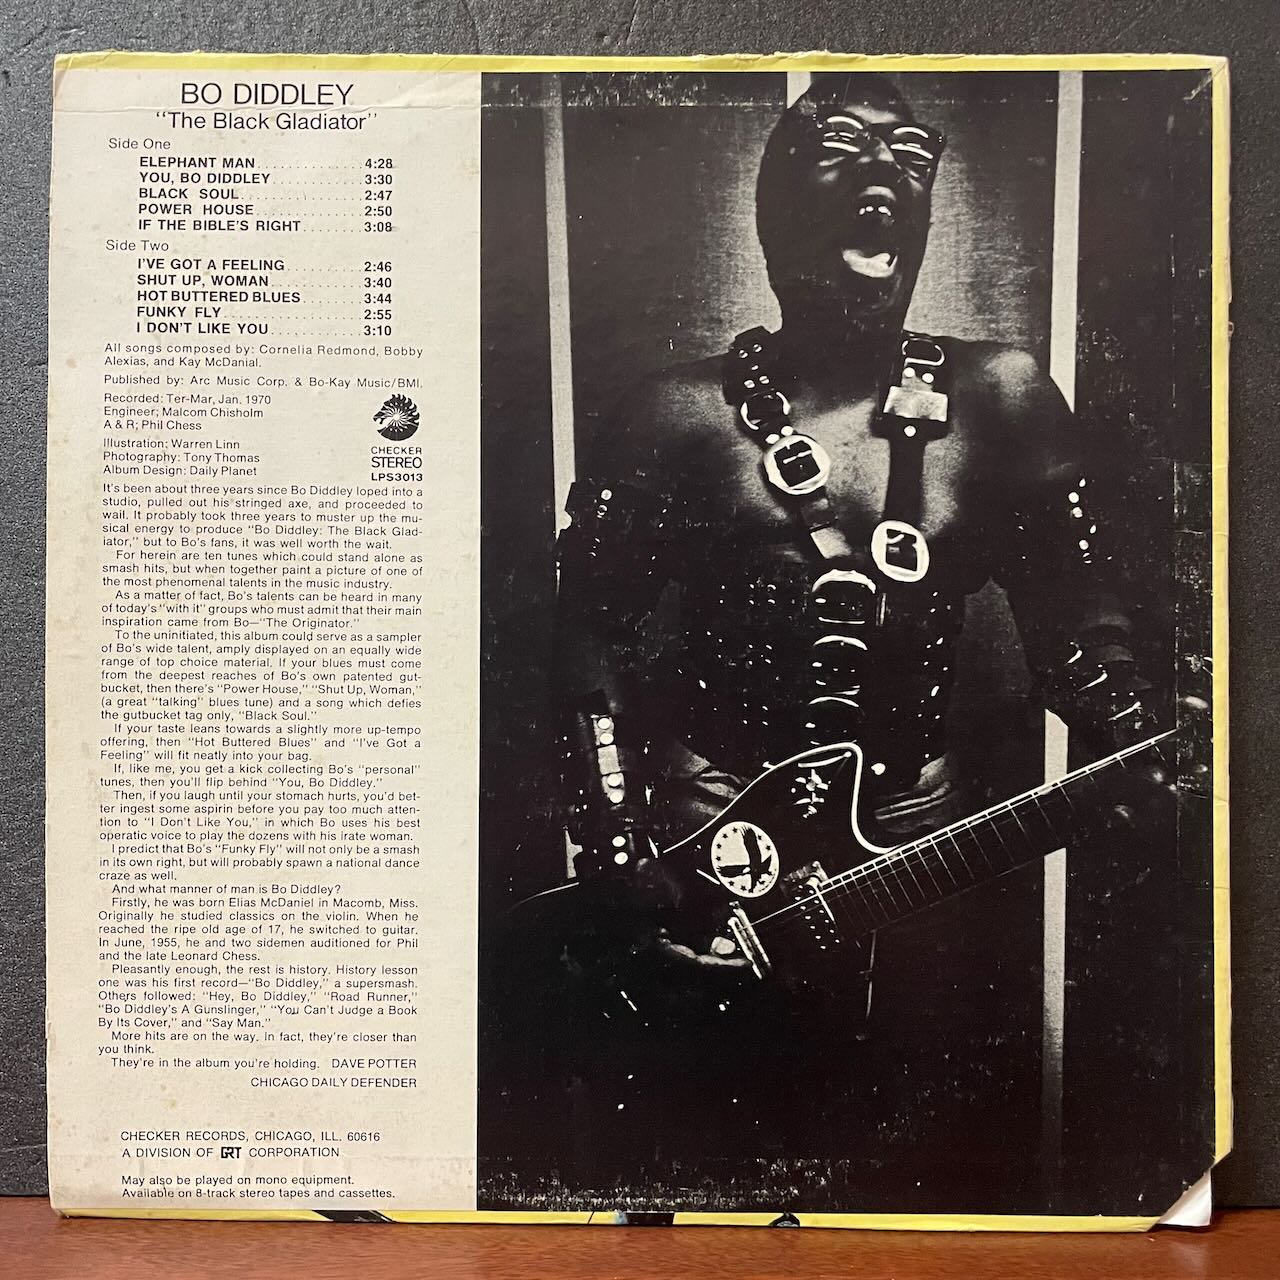 BO DIDDLEY
"The Black Gladiator"
Side One
ELEPHANT MAN..............4:28
YOU, BO DIDDLEY............3:30
BLACK SOUL................2:47
POWER HOUSE..............2:50
IF THE BIBLE'S RIGHT........3:08
Side Two
I'VE GOT A FEELING..........2:46
SHUT UP, WOMAN............3:40
HOT BUTTERED BLUES........3:44
FUNKY FLY..................2:55
I DON'T LIKE YOU............3:10
All songs composed by: Cornelia Redmond, Bobby
Alexias, and Kay McDanial.
Published by: Arc Music Corp. & Bo-Kay Music/BMI.
Recorded: Ter-Mar, Jan. 1970
Engineer; Malcom Chisholm
A & R; Phil Chess
Illustration: Warren Linn
Photography: Tony Thomas
Album Design: Daily Planet
CHECKER
STEREO
LPS3013
It's been about three years since Bo Diddley loped into a
studio, pulled out his stringed axe, and proceeded to
wail. It probably took three years to muster up the mu-
sical energy to produce "Bo Diddley: The Black Glad-
iator," but to Bo's fans, it was well worth the wait.
For herein are ten tunes which could stand alone as
smash hits, but when together paint a picture of one of
the most phenomenal talents in the music industry.
As a matter of fact, Bo's talents can be heard in many
of today's "with it" groups who must admit that their main
inspiration came from Bo—"The Originator."
To the uninitiated, this album could serve as a sampler
of Bo's wide talent, amply displayed on an equally wide
range of top choice material. If your blues must come
from the deepest reaches of Bo's own patented gut-
bucket, then there's "Power House," "Shut Up, Woman,"
(a great "talking" blues tune) and a song which defies
the gutbucket tag only, "Black Soul."
If your taste leans towards a slightly more up-tempo
offering, then "Hot Buttered Blues" and "I've Got a
Feeling" will fit neatly into your bag.
If, like me, you get a kick collecting Bo's "personal"
tunes, then you'll flip behind "You, Bo Diddley."
Then, if you laugh until your stomach hurts, you'd bet-
ter ingest some aspirin before you pay too much atten-
tion to "I Don't Like You," in which Bo uses his best
operatic voice to play the dozens with his irate woman.
I predict that Bo's "Funky Fly" will not only be a smash
in its own right, but will probably spawn a national dance
craze as well.
And what manner of man is Bo Diddley?
Firstly, he was born Elias McDaniel in Macomb, Miss.
Originally he studied classics on the violin. When he
reached the ripe old age of 17, he switched to guitar.
In June, 1955, he and two sidemen auditioned for Phil
and the late Leonard Chess.
Pleasantly enough, the rest is history. History lesson
one was his first record—"Bo Diddley," a supersmash.
Others followed: "Hey, Bo Diddley," "Road Runner,"
"Bo Diddley's A Gunslinger," "You Can't Judge a Book
By Its Cover," and "Say Man."
More hits are on the way. In fact, they're closer than
you think.
They're in the album you're holding. DAVE POTTER
CHICAGO DAILY DEFENDER
CHECKER RECORDS, CHICAGO, ILL. 60616
A DIVISION OF GRT CORPORATION
May also be played on mono equipment.
Available on 8-track stereo tapes and cassettes.